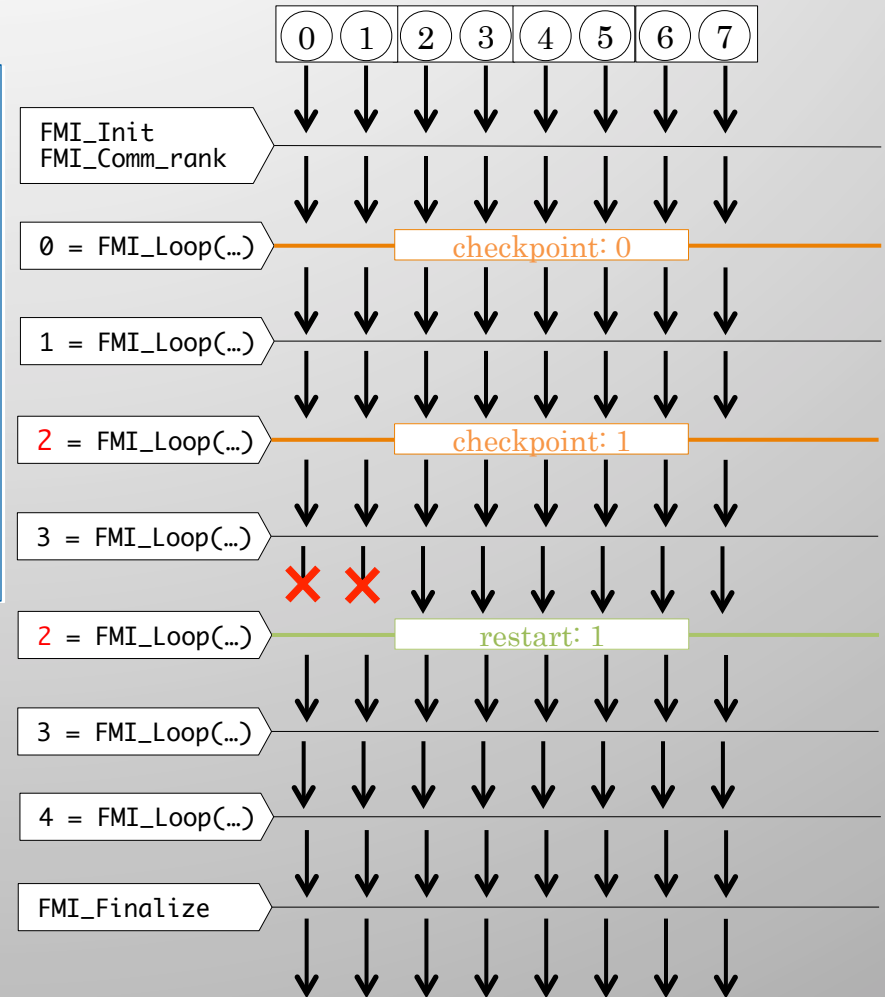 0 1 2 3 4 5 6 7
FMI_Init
FMI_Comm_rank
0 = FMI_Loop(…)
checkpoint: 0
1 = FMI_Loop(…)
2 = FMI_Loop(…)
checkpoint: 1
3 = FMI_Loop(…)
2 = FMI_Loop(…)
restart: 1
3 = FMI_Loop(…)
4 = FMI_Loop(…)
FMI_Finalize